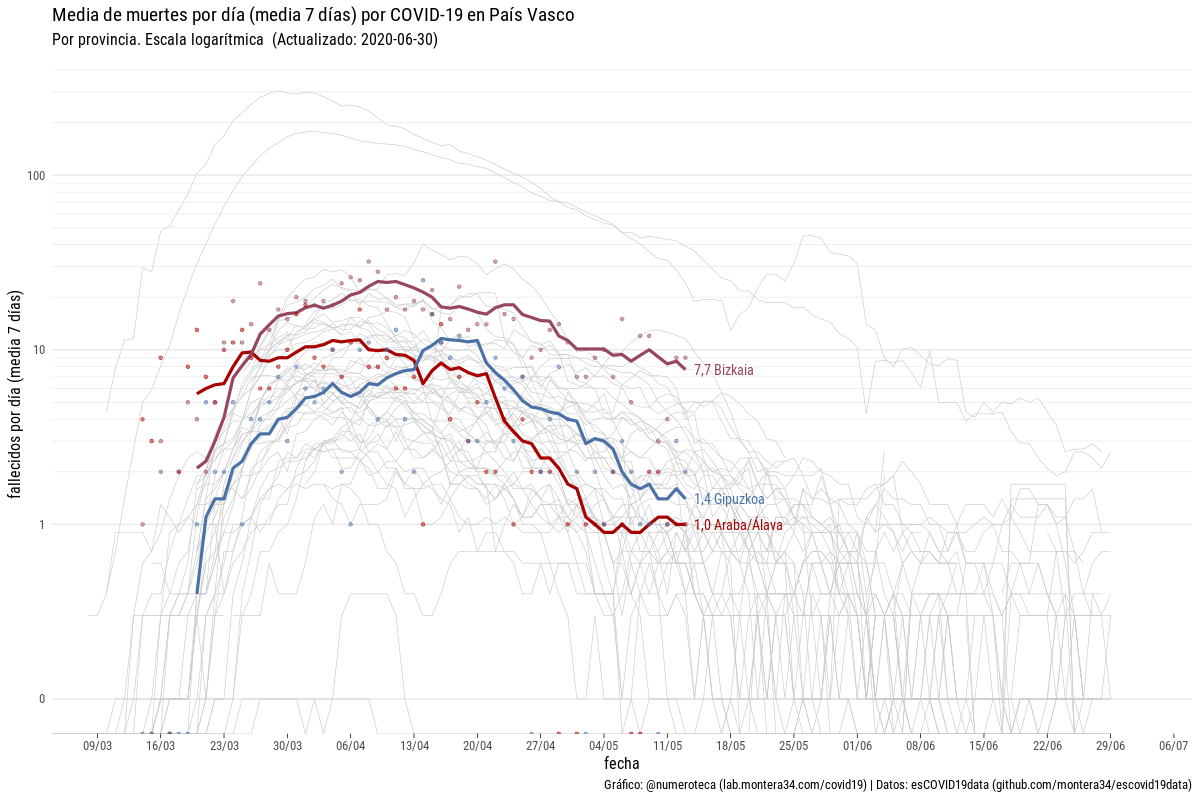 Media de muertes por día (media 7 días) por COVID-19 en País Vasco
Por provincia. Escala logarítmica  (Actualizado: 2020-06-30)
fallecidos por día (media  7 días)
100
10
1
0
7,7 Bizkaia
1,4 Gipuzkoa
1,0 Araba/Álava
09/03 16/03 23/03 30/03 06/04 13/04 20/04 27/04 04/05 11/05 18/05 25/05 01/06 08/06 15/06 22/06 29/06 06/07
fecha
Gráfico: @numeroteca (lab.montera34.com/covid19) | Datos: esCOVID19data (github.com/montera34/escovid19data)